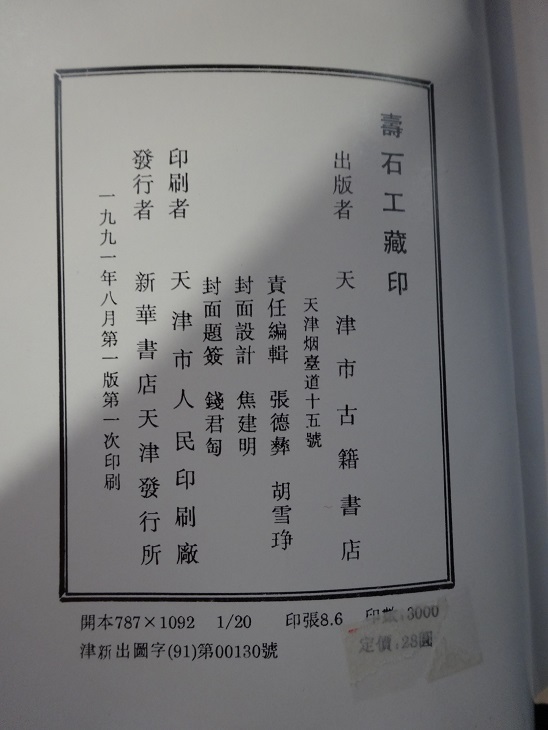 壽石工藏印
出版者 天津市古籍書店
天津烟臺道十五號
責任編輯 張德彝 胡雪琤
封面設計 焦建明
封面題簽 錢君匋
印刷者 天津市人民印刷廠
發行者 新華書店天津發行所
一九九一年八月第一版第一次印刷
開本787×1092 1/20 印張8.6 印數:3000
津新出圖字(91)第00130號 定價:28圓